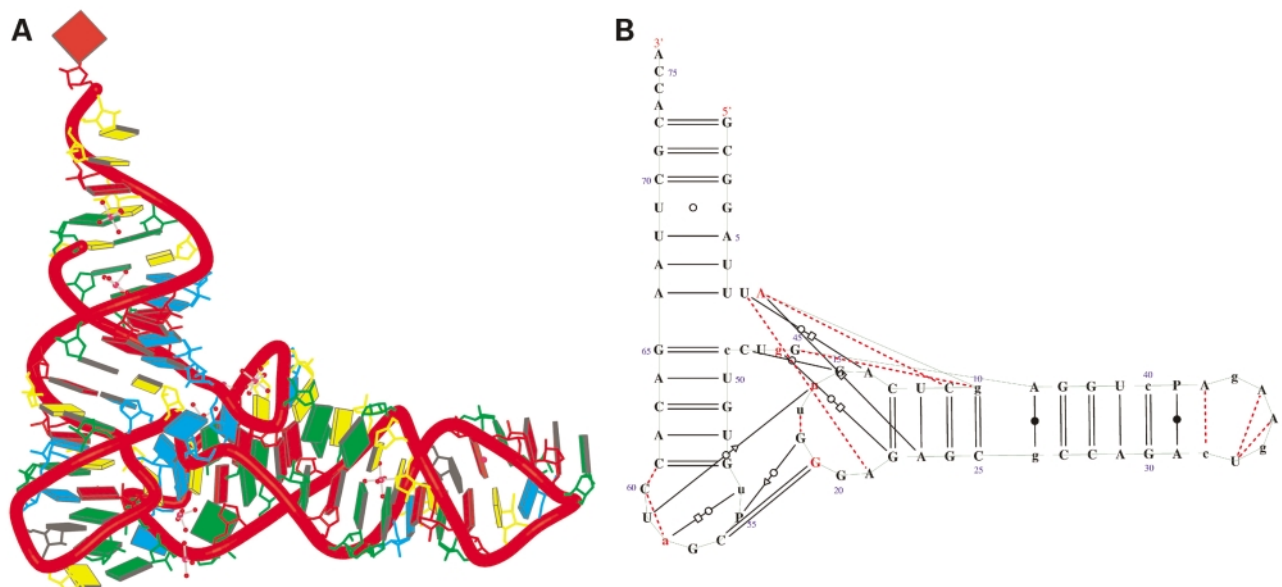 A
B
3'
A
C 75
C
A
5'
C G
G C
70 C G
U G
U A 5
A U
A U U A
45
65 G c C U g G
15
G A C U C g 10
40
A G G U c P A g A
A U 50
C G
A U
C G
u
G
G G A G A G C
20
25
g C C A G A c U g A
30
60 C
u
U P 55
a G C